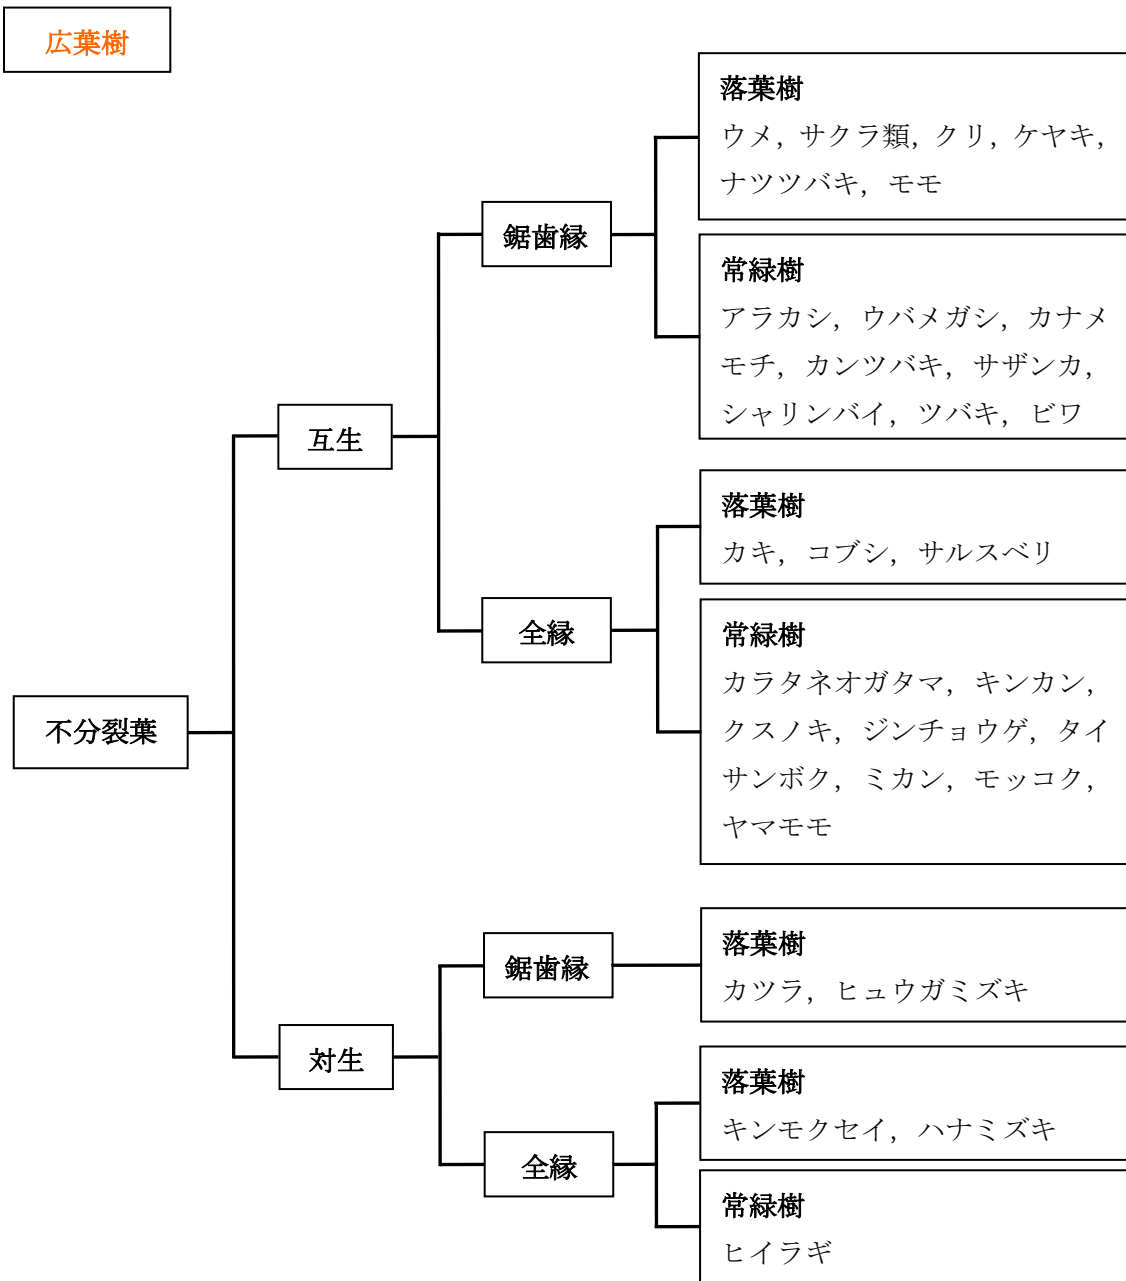 広葉樹
落葉樹
ウメ，サクラ類，クリ，ケヤキ，
ナツツバキ，モモ
鋸歯縁
常緑樹
アラカシ，ウバメガシ，カナメ
モチ，カンツバキ，サザンカ，
シャリンバイ，ツバキ，ビワ
互生
落葉樹
カキ，コブシ，サルスベリ
全縁
常緑樹
カラタネオガタマ，キンカン，
クスノキ，ジンチョウゲ，タイ
サンボク，ミカン，モッコク，
ヤマモモ
不分裂葉
落葉樹
カツラ，ヒュウガミズキ
鋸歯縁
対生
落葉樹
キンモクセイ，ハナミズキ
全縁
常緑樹
ヒイラギ